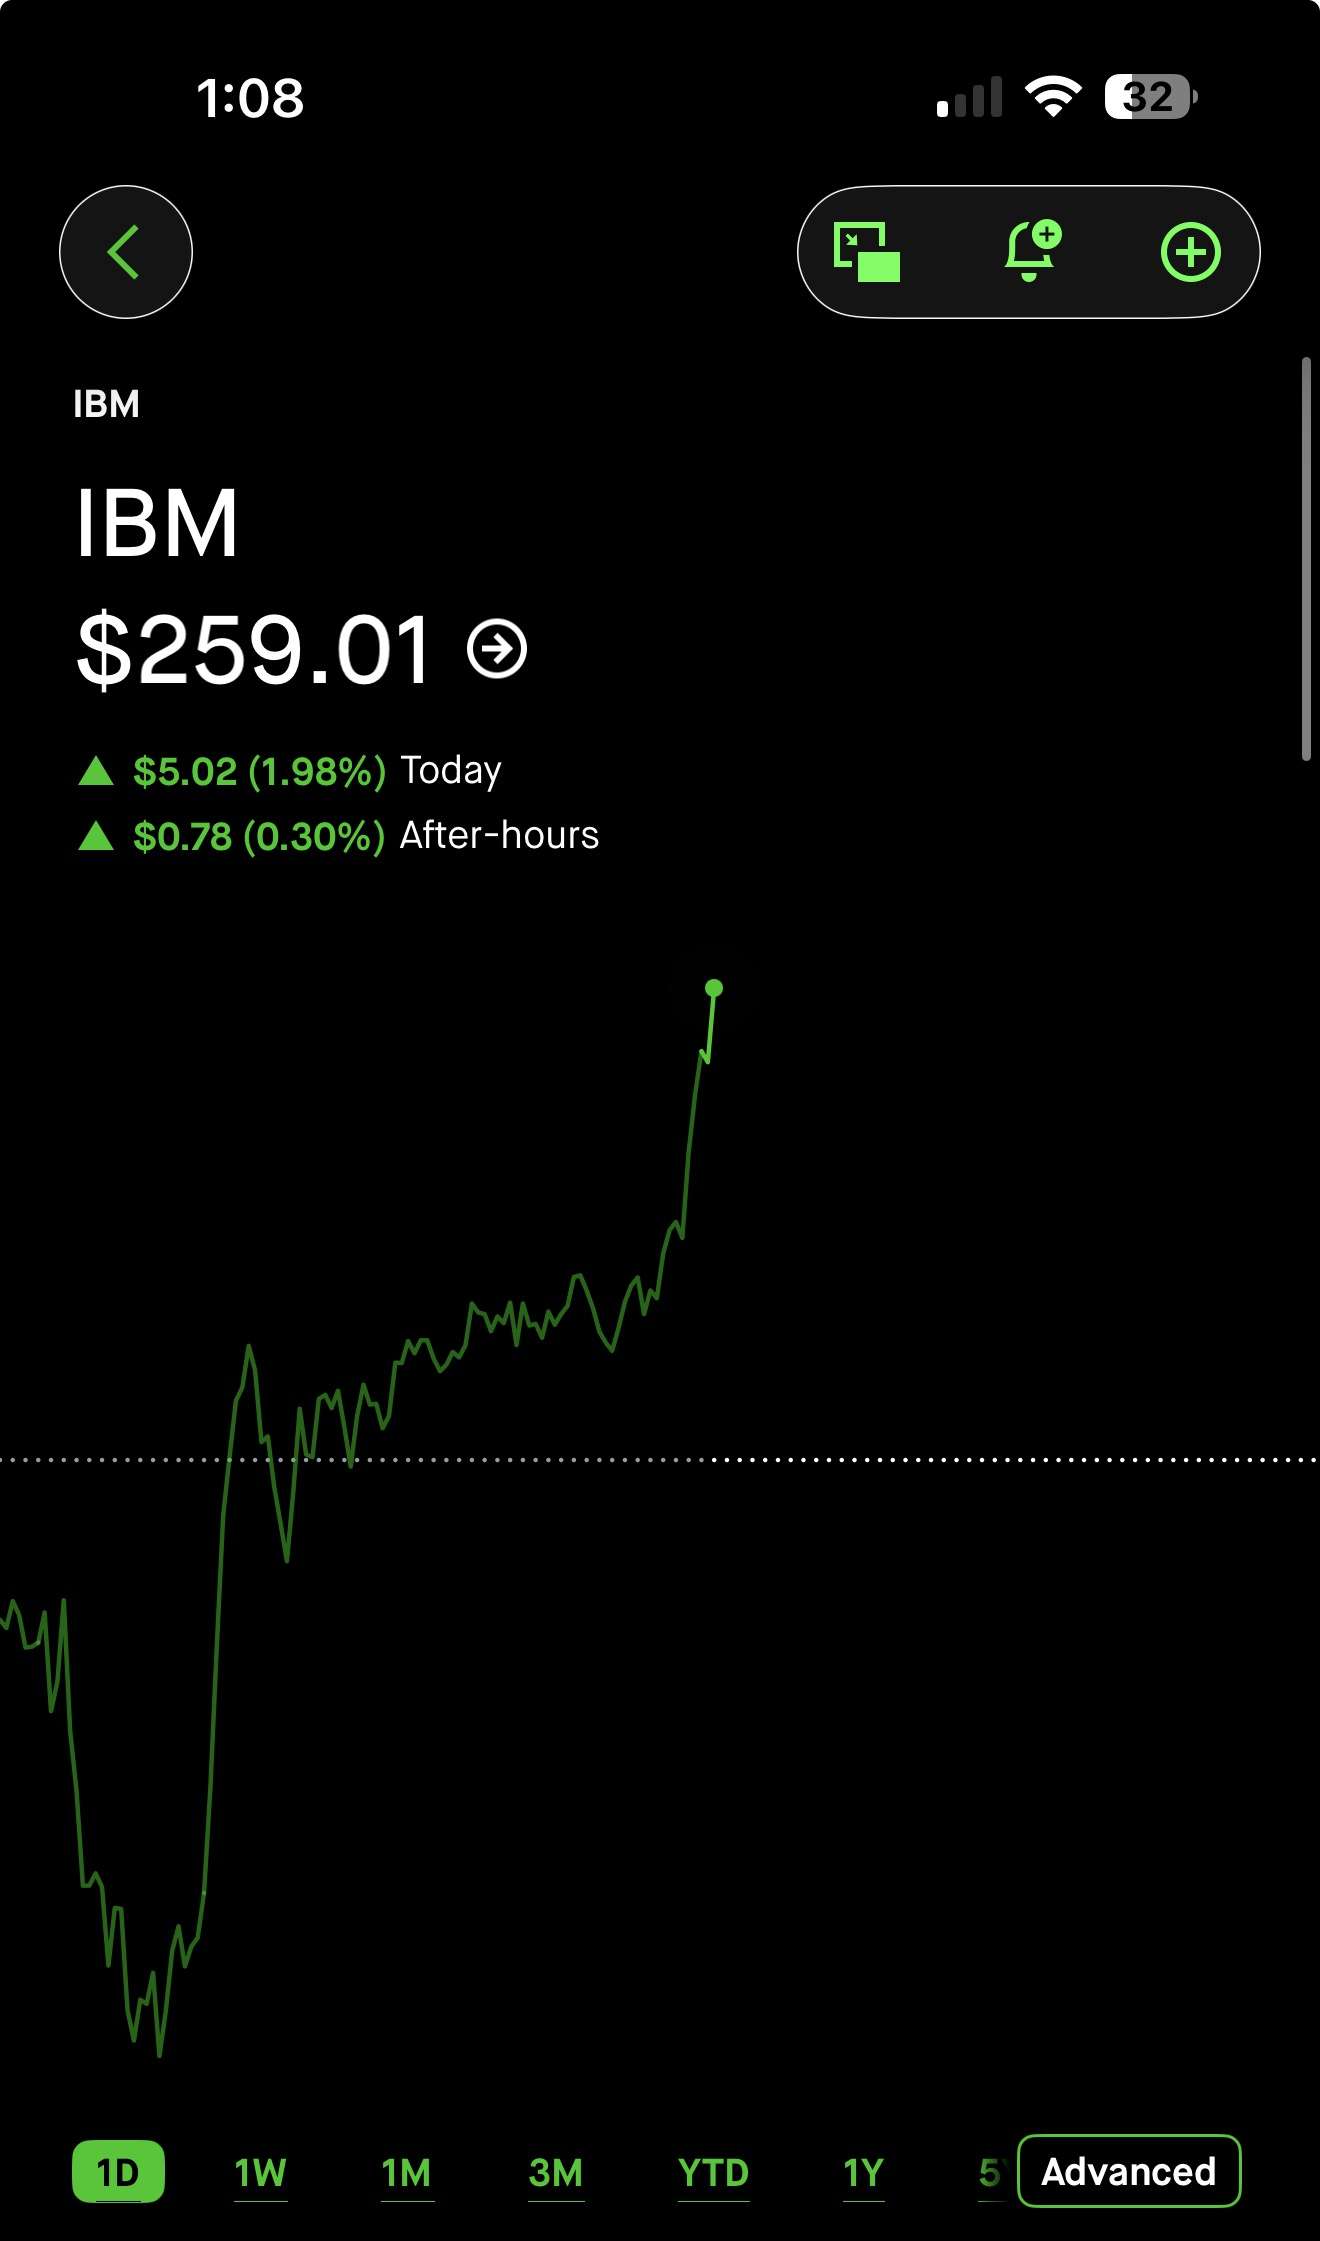 1:08
32
IBM
IBM
$259.01
$5.02 (1.98%) Today
$0.78 (0.30%) After-hours
1D 1W 1M 3M YTD 1Y 5 Advanced